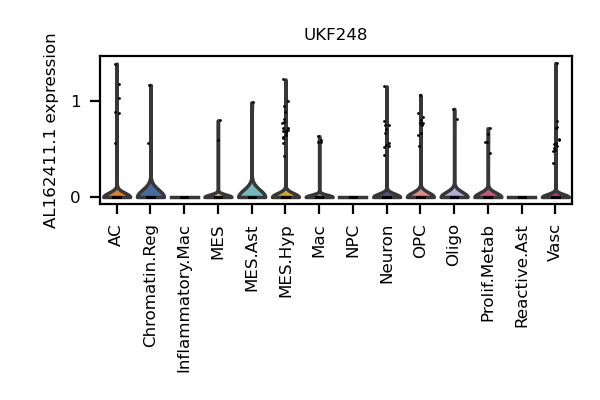 UKF248
AL162411.1 expression
1
0
AC
Chromatin.Reg
Inflammatory.Mac
MES
MES.Ast
MES.Hyp
Mac
NPC
Neuron
OPC
Oligo
Prolif.Metab
Reactive.Ast
Vasc